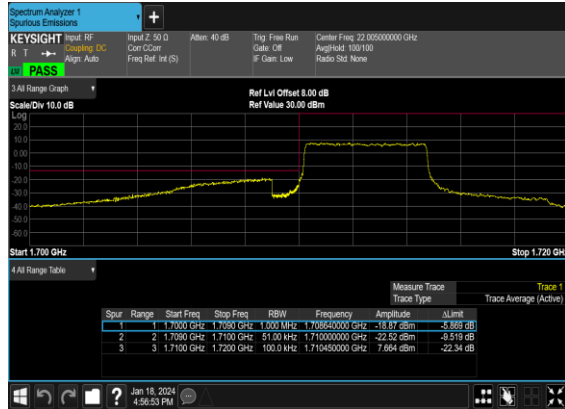 Spectrum Analyzer 1
Spurious Emissions
+
KEYSIGHT Input: RF Input Z: 50 Ω Atten: 40 dB Trig: Free Run Center Freq: 22.005000000 GHz
R T Coupling: DC Corr CCorr Gate: Off Avg|Hold: 100/100
Align: Auto Freq Ref: Int (S) IF Gain: Low Radio Std: None
PASS
3 All Range Graph
Ref Lvl Offset 8.00 dB
Scale/Div 10.0 dB Ref Value 30.00 dBm
Log
20.0
10.0
0.00
-10.0
-20.0
-30.0
-40.0
-50.0
-60.0
Start 1.700 GHz Stop 1.720 GHz
4 All Range Table
Measure Trace Trace 1
Trace Type Trace Average (Active)
Spur Range Start Freq Stop Freq RBW Frequency Amplitude ΔLimit
1 1 1.7000 GHz 1.7090 GHz 1.000 MHz 1.708640000 GHz -18.87 dBm -5.869 dB
2 2 1.7090 GHz 1.7100 GHz 51.00 kHz 1.710000000 GHz -22.52 dBm -9.519 dB
3 3 1.7100 GHz 1.7200 GHz 100.0 kHz 1.710450000 GHz 7.664 dBm -22.34 dB
? Jan 18, 2024
4:56:53 PM